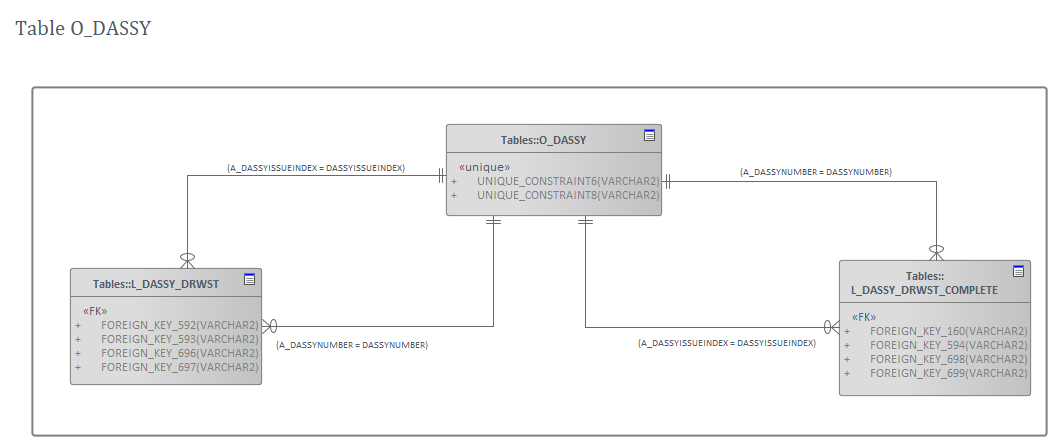 Table O_DASSY
Tables::O_DASSY
«unique»
+ UNIQUE_CONSTRAINT6(VARCHAR2)
+ UNIQUE_CONSTRAINT8(VARCHAR2)
{A_DASSYISSUEINDEX = DASSYISSUEINDEX}
{A_DASSYNUMBER = DASSYNUMBER}
Tables::L_DASSY_DRWST
«FK»
+ FOREIGN_KEY_592(VARCHAR2)
+ FOREIGN_KEY_593(VARCHAR2)
+ FOREIGN_KEY_696(VARCHAR2)
+ FOREIGN_KEY_697(VARCHAR2)
{A_DASSYNUMBER = DASSYNUMBER}
{A_DASSYISSUEINDEX = DASSYISSUEINDEX}
Tables::
L_DASSY_DRWST_COMPLETE
«FK»
+ FOREIGN_KEY_160(VARCHAR2)
+ FOREIGN_KEY_594(VARCHAR2)
+ FOREIGN_KEY_698(VARCHAR2)
+ FOREIGN_KEY_699(VARCHAR2)